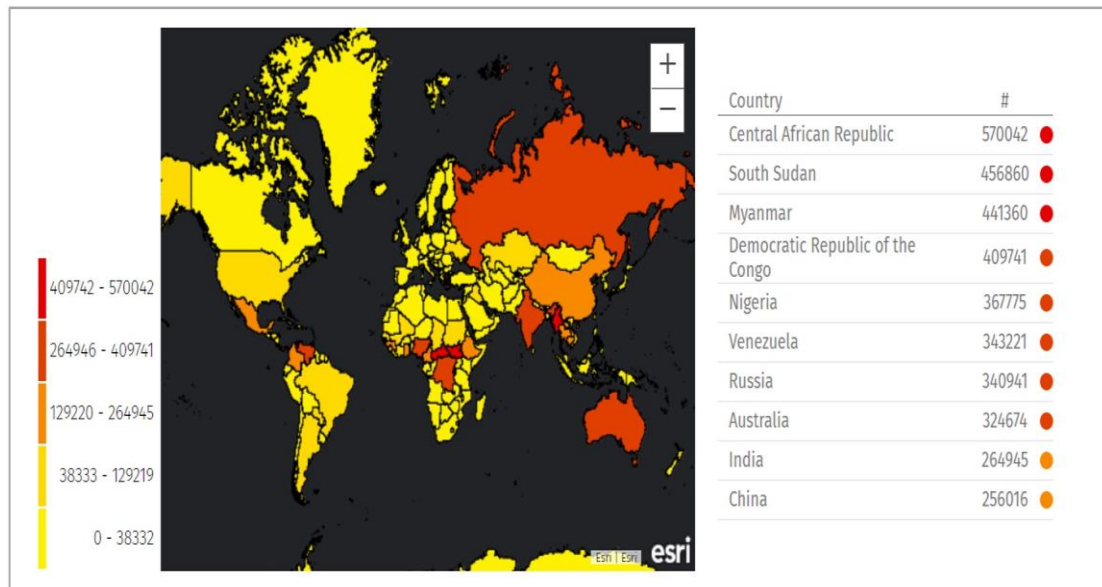 +
−
Country #
Central African Republic 570042
South Sudan 456860
Myanmar 441360
Democratic Republic of the
Congo 409741
Nigeria 367775
Venezuela 343221
Russia 340941
Australia 324674
India 264945
China 256016
409742 - 570042
264946 - 409741
129220 - 264945
38333 - 129219
0 - 38332
Esri | Esri esri